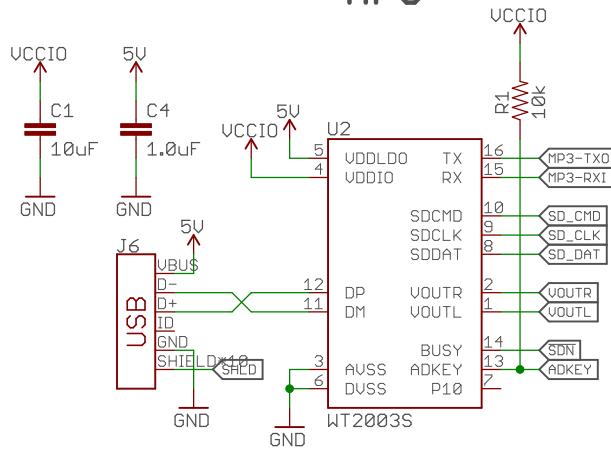 VCCIO
VCCIO
5V
C1
10uF
C4
1.0uF
GND
GND
R1
10k
5V
VCCIO
U2
5 VDDLDO TX 16 MP3-TXO
4 VDDIO RX 15 MP3-RXI
SDCMD 10 SD_CMD
SDCLK 9 SD_CLK
SDDAT 8 SD_DAT
12 DP VOUTR 2 VOUTR
11 DM VOUTL 1 VOUTL
BUSY 14 SDN
3 AVSS ADKEY 13 ADKEY
6 DVSS P10 7
WT2003S
GND
5V
J6
USB
VBUS
D-
D+
ID
GND
SHIELD*10
SHLD
GND